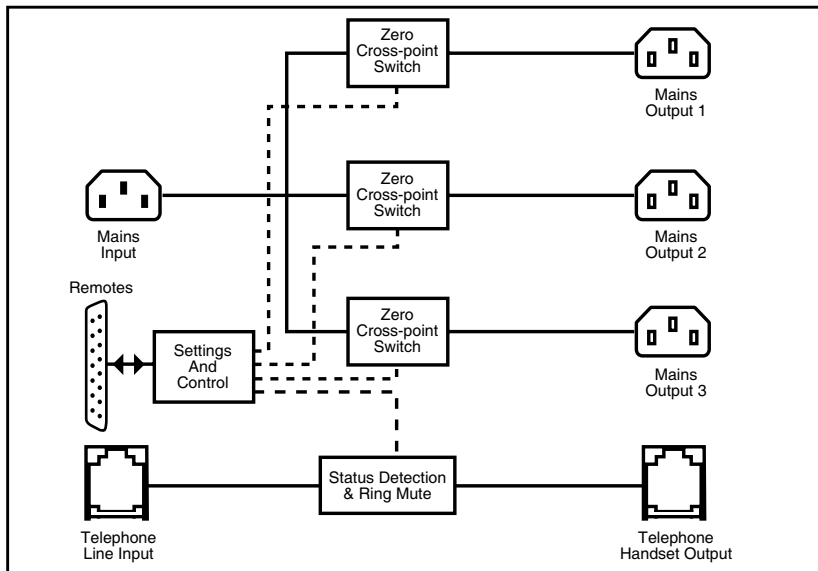 Zero
Cross-point
Switch
Mains
Output 1
Mains
Input
Zero
Cross-point
Switch
Mains
Output 2
Remotes
Settings
And
Control
Zero
Cross-point
Switch
Mains
Output 3
Telephone
Line Input
Status Detection
& Ring Mute
Telephone
Handset Output